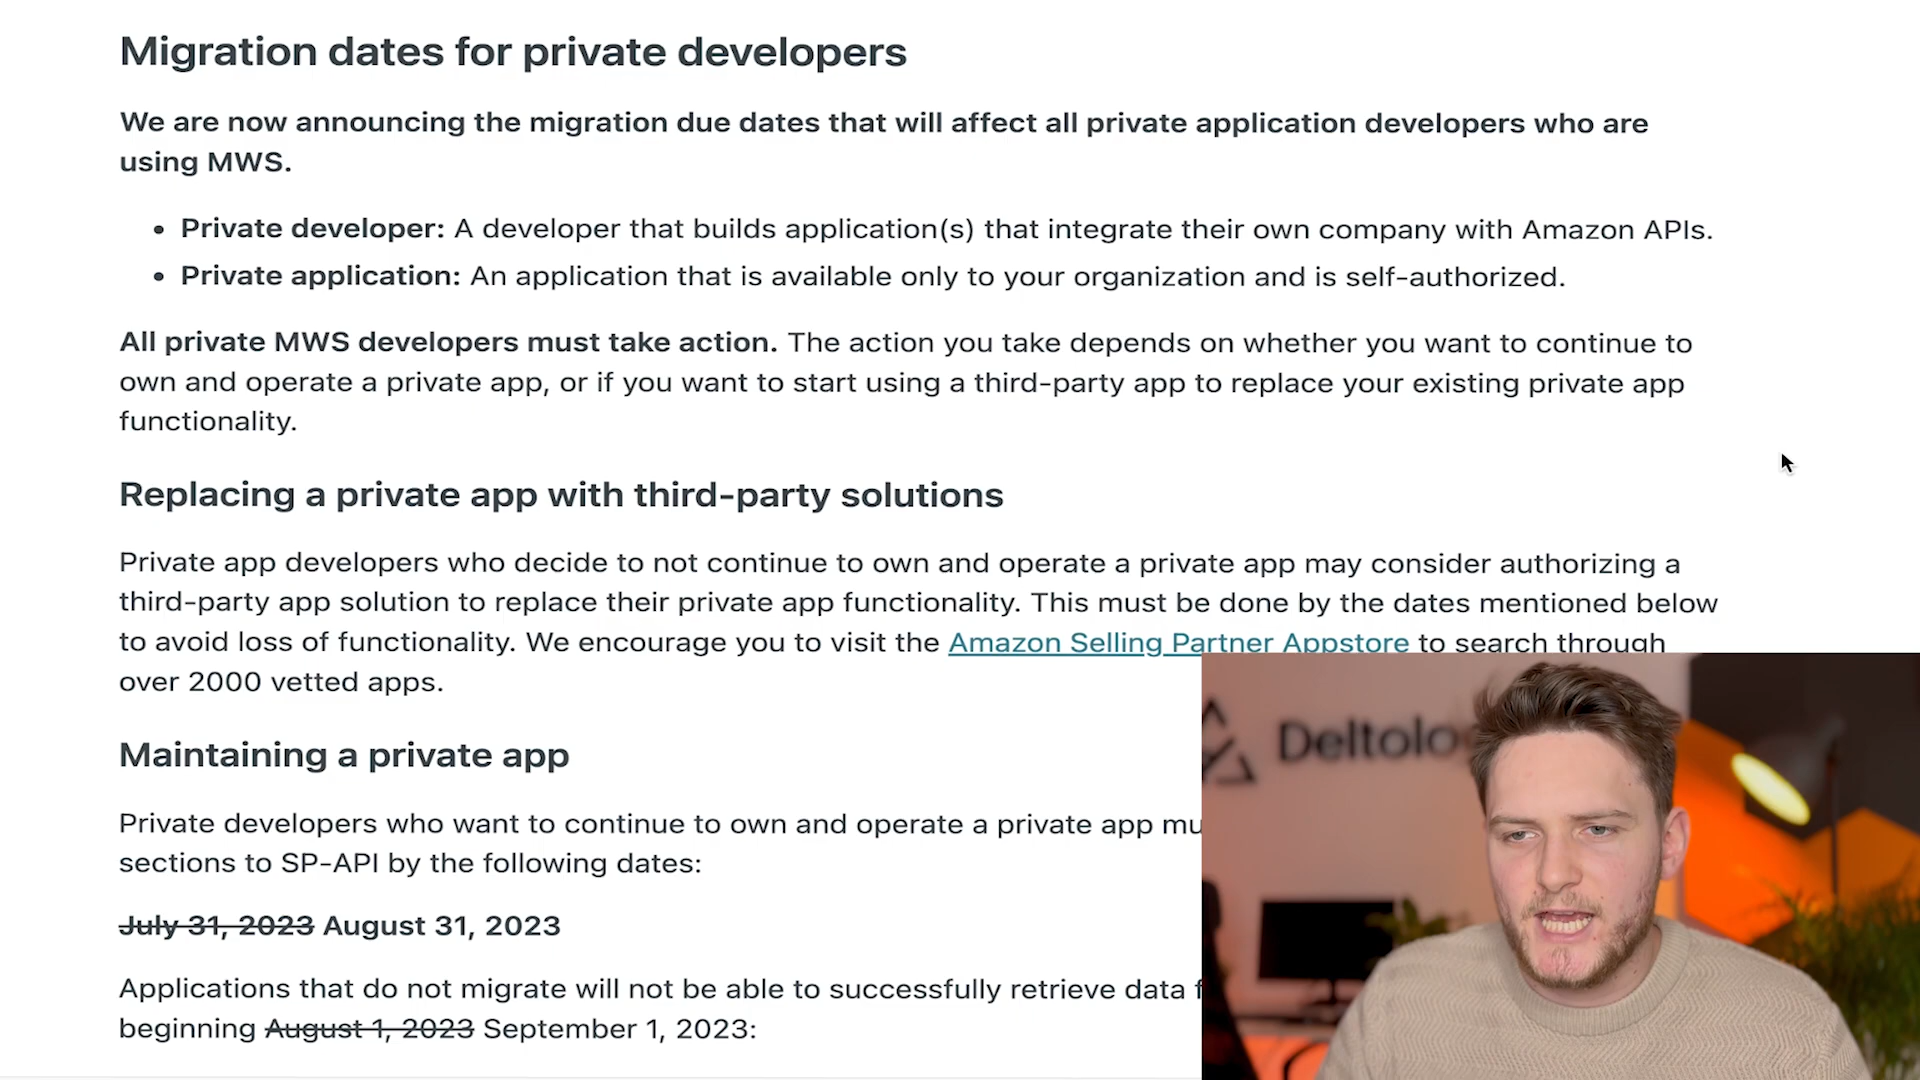 Migration dates for private developers
We are now announcing the migration due dates that will affect all private application developers who are
using MWS.
• Private developer: A developer that builds application(s) that integrate their own company with Amazon APIs.
• Private application: An application that is available only to your organization and is self-authorized.
All private MWS developers must take action. The action you take depends on whether you want to continue to
own and operate a private app, or if you want to start using a third-party app to replace your existing private app
functionality.
Replacing a private app with third-party solutions
Private app developers who decide to not continue to own and operate a private app may consider authorizing a
third-party app solution to replace their private app functionality. This must be done by the dates mentioned below
to avoid loss of functionality. We encourage you to visit the Amazon Selling Partner Appstore to search through
over 2000 vetted apps.
Deltolo
Maintaining a private app
Private developers who want to continue to own and operate a private app
sections to SP-API by the following dates:
July 31, 2023 August 31, 2023
Applications that do not migrate will not be able to successfully retrieve data
beginning August 1, 2023 September 1, 2023: